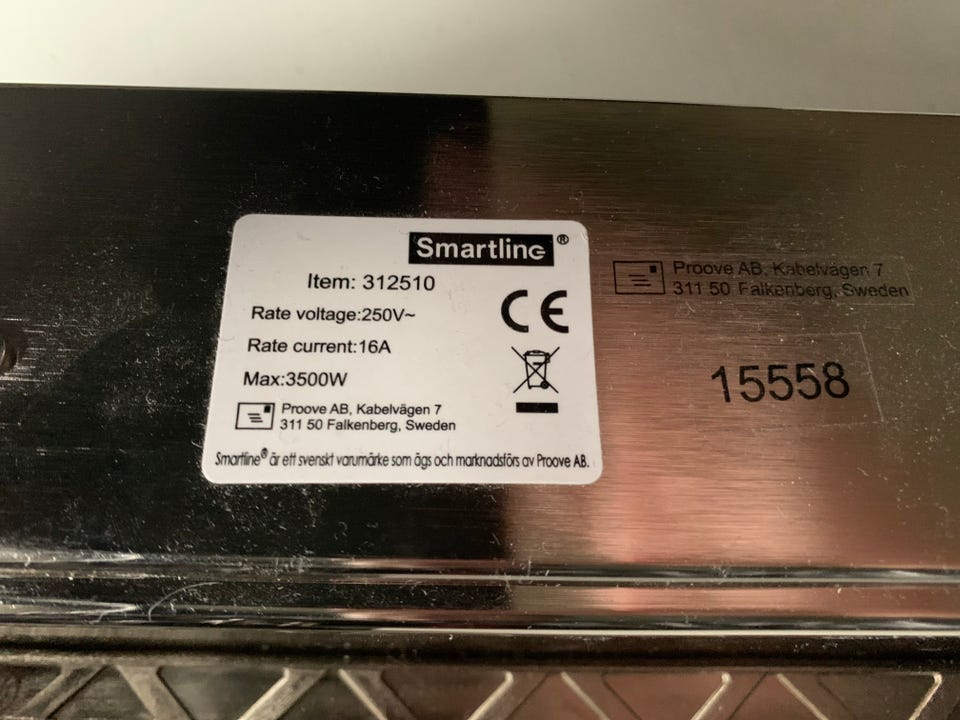 Smartline®
Item: 312510
Rate voltage:250V~
Rate current:16A
Max:3500W
CE
Proove AB, Kabelvägen 7
311 50 Falkenberg, Sweden
Smartline® är ett svenskt varumärke som ägs och marknadsförs av Proove AB.
Proove AB, Kabelvägen 7
311 50 Falkenberg, Sweden
15558